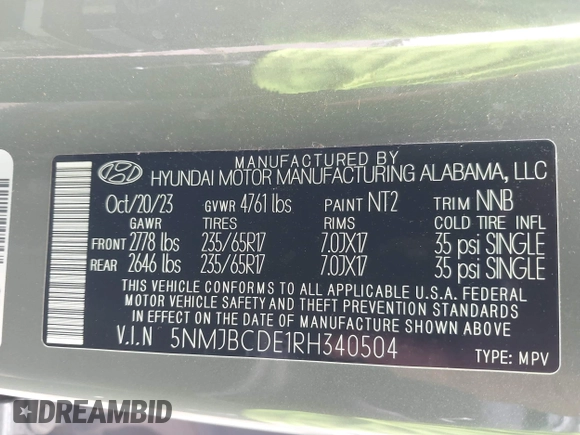 MANUFACTURED BY
HYUNDAI MOTOR MANUFACTURING ALABAMA, LLC
Oct/20/23 GVWR 4761 lbs PAINT NT2 TRIM NNB
GAWR TIRES RIMS COLD TIRE INFL
FRONT 2778 lbs 235/65R17 7.0JX17 35 psi SINGLE
REAR 2646 lbs 235/65R17 7.0JX17 35 psi SINGLE
THIS VEHICLE CONFORMS TO ALL APPLICABLE U.S.A. FEDERAL
MOTOR VEHICLE SAFETY AND THEFT PREVENTION STANDARDS
IN EFFECT ON THE DATE OF MANUFACTURE SHOWN ABOVE.
V.I.N 5NMJBCDE1RH340504 TYPE: MPV
DREAMBID